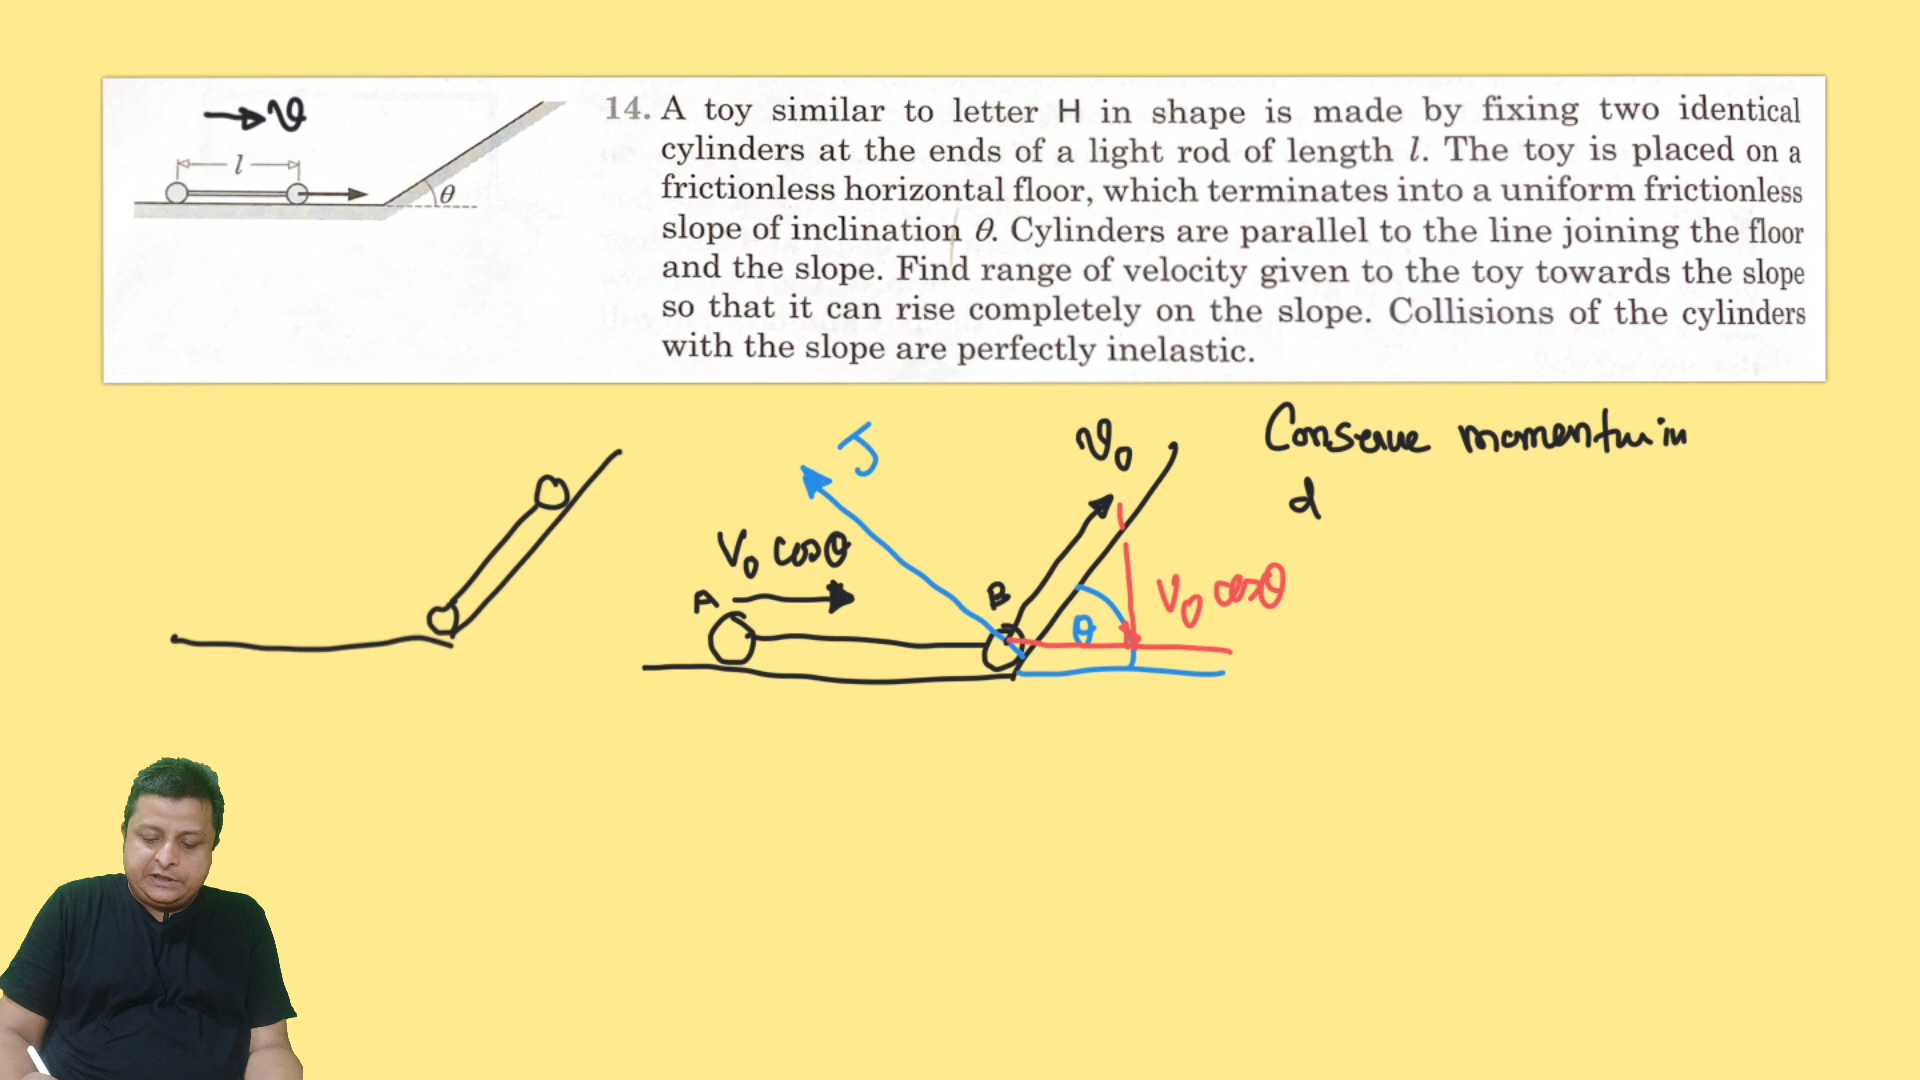 → v
l
θ
14. A toy similar to letter H in shape is made by fixing two identical
cylinders at the ends of a light rod of length l. The toy is placed on a
frictionless horizontal floor, which terminates into a uniform frictionless
slope of inclination θ. Cylinders are parallel to the line joining the floor
and the slope. Find range of velocity given to the toy towards the slope
so that it can rise completely on the slope. Collisions of the cylinders
with the slope are perfectly inelastic.
Conserve momentum in
d
J
v₀
V₀ cosθ
A
B
θ
V₀ cosθ